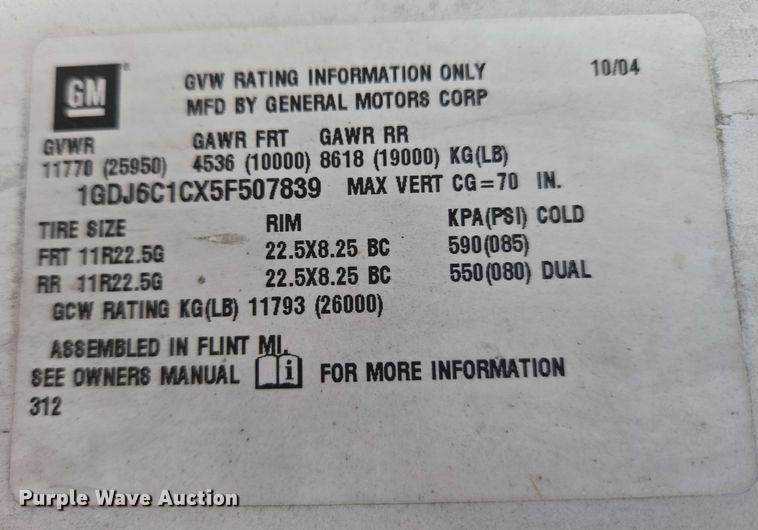 GM®
GVW RATING INFORMATION ONLY 10/04
MFD BY GENERAL MOTORS CORP
GVWR GAWR FRT GAWR RR
11770 (25950) 4536 (10000) 8618 (19000) KG(LB)
1GDJ6C1CX5F507839 MAX VERT CG=70 IN.
TIRE SIZE RIM KPA(PSI) COLD
FRT 11R22.5G 22.5X8.25 BC 590(085)
RR 11R22.5G 22.5X8.25 BC 550(080) DUAL
GCW RATING KG(LB) 11793 (26000)
ASSEMBLED IN FLINT MI.
SEE OWNERS MANUAL i FOR MORE INFORMATION
312
Purple Wave Auction